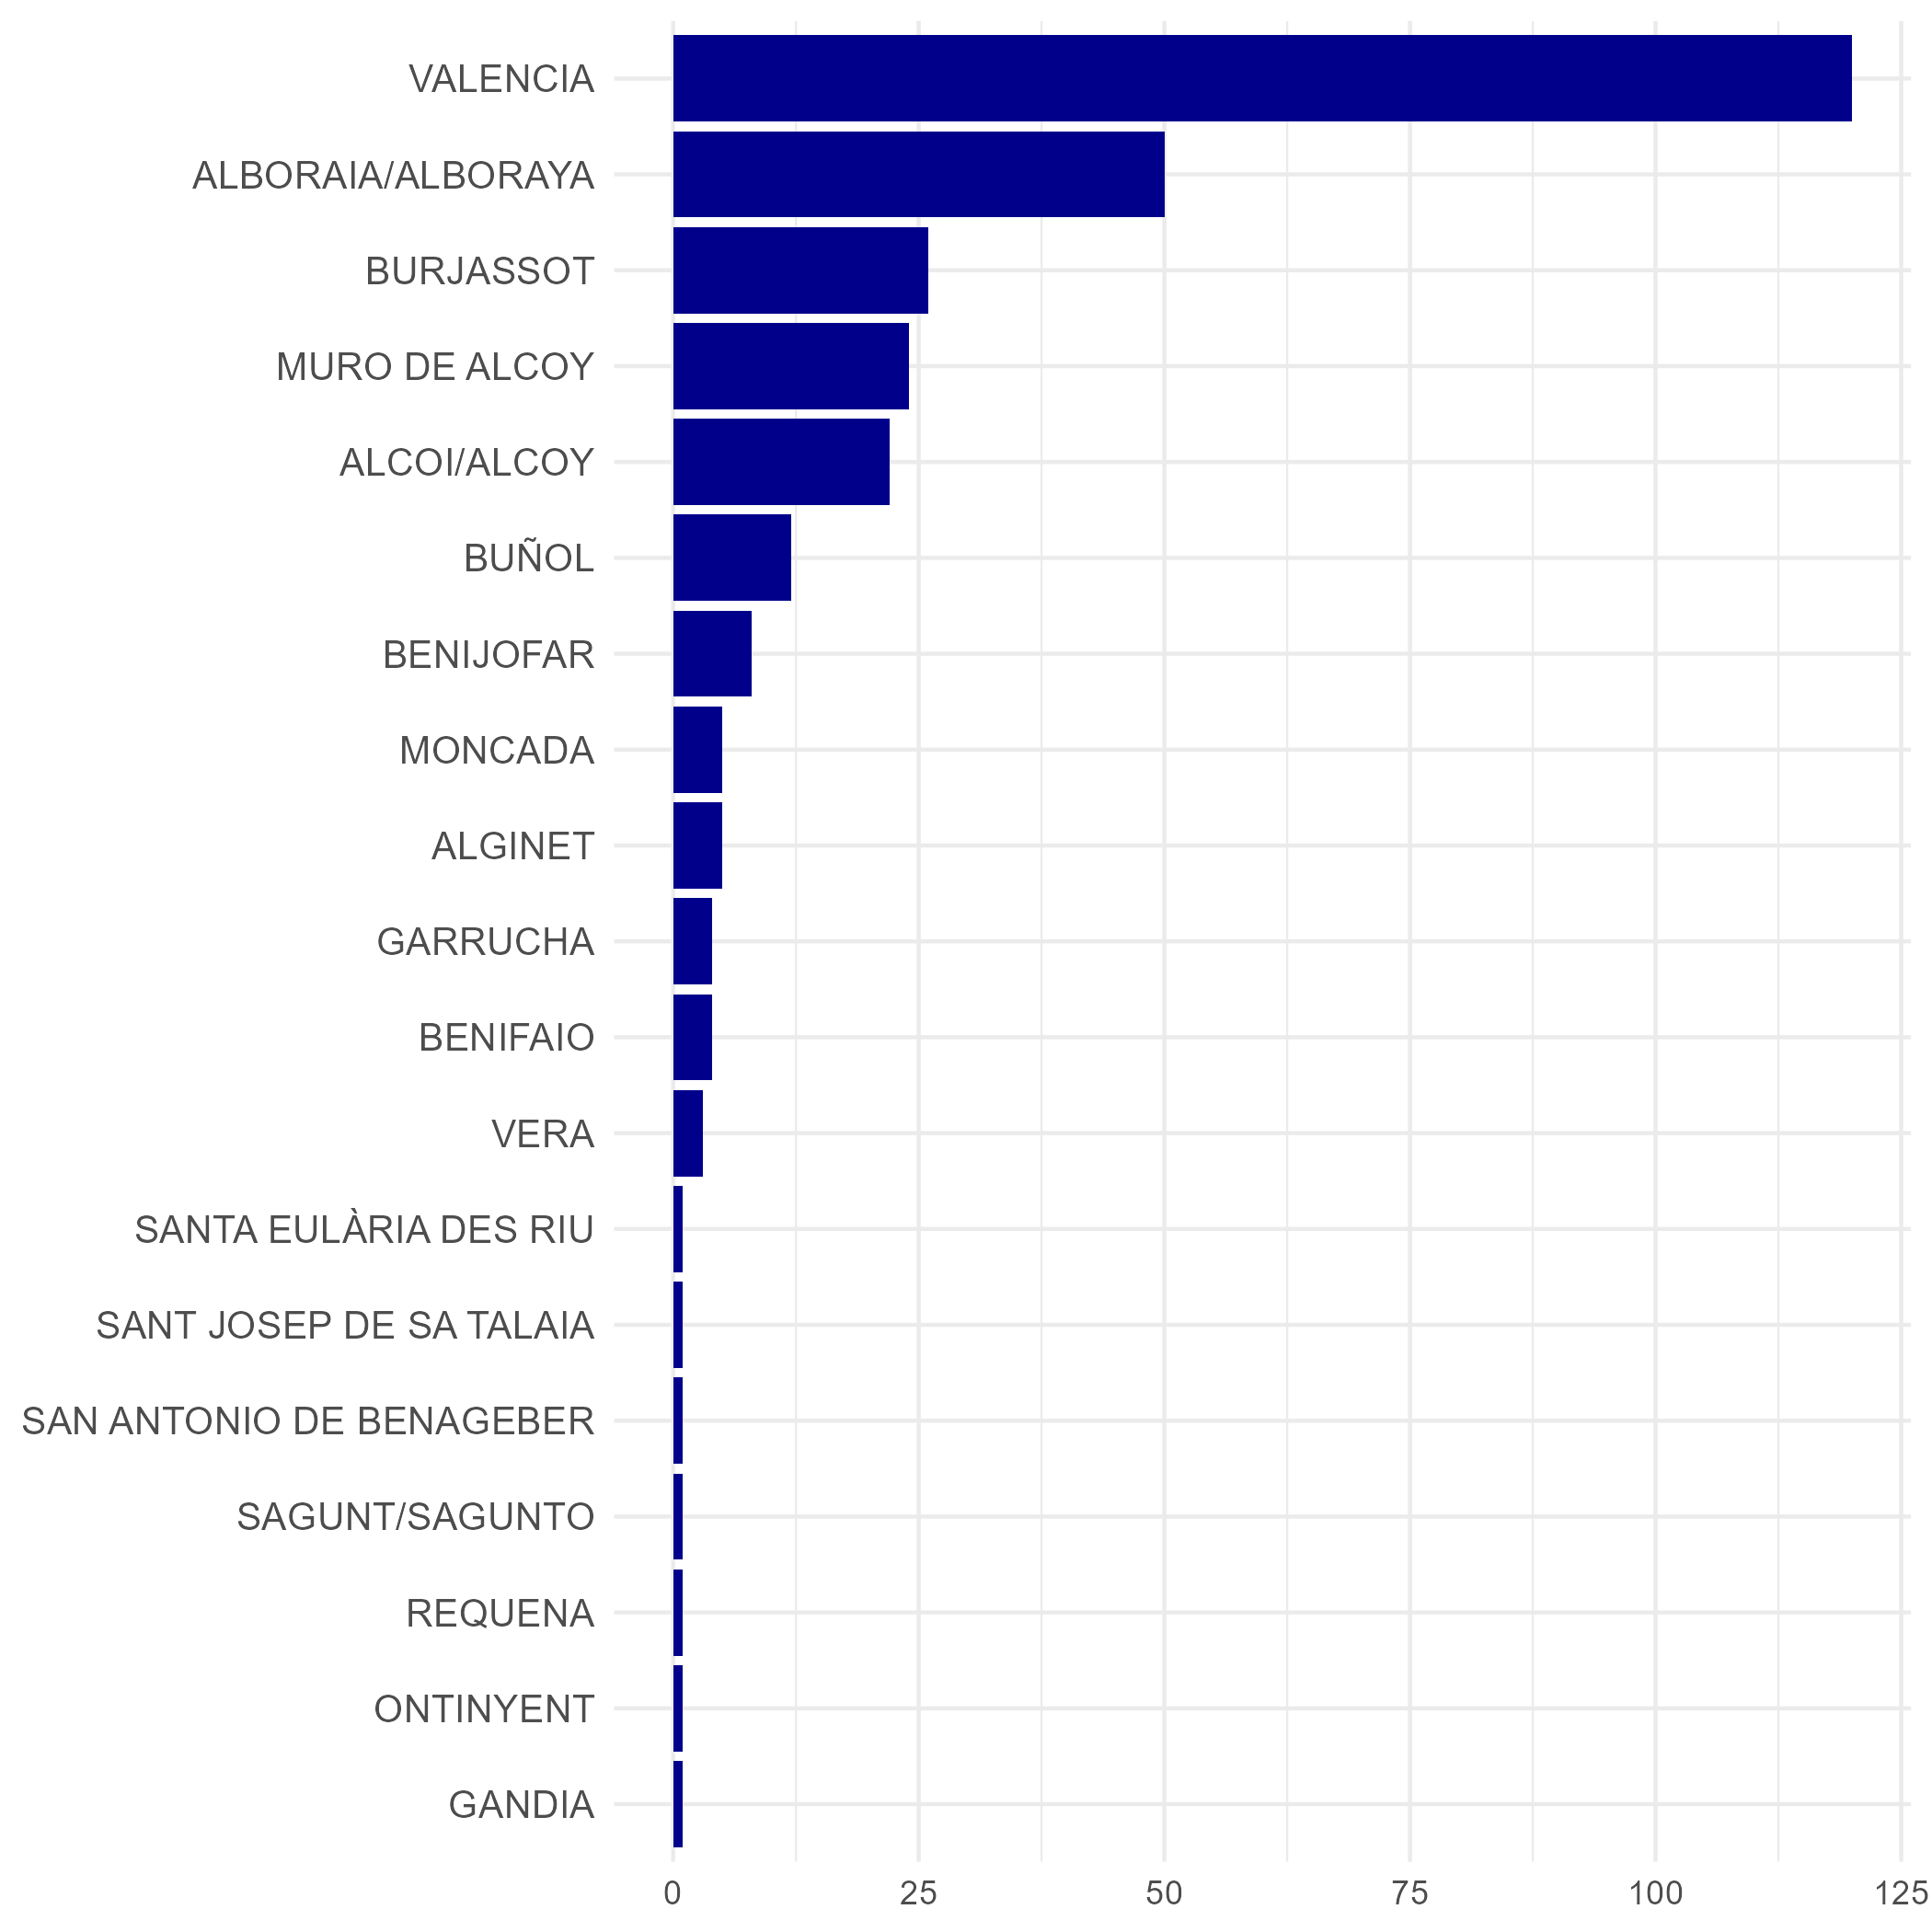 VALENCIA
ALBORAIA/ALBORAYA
BURJASSOT
MURO DE ALCOY
ALCOI/ALCOY
BUÑOL
BENIJOFAR
MONCADA
ALGINET
GARRUCHA
BENIFAIO
VERA
SANTA EULÀRIA DES RIU
SANT JOSEP DE SA TALAIA
SAN ANTONIO DE BENAGEBER
SAGUNT/SAGUNTO
REQUENA
ONTINYENT
GANDIA
0 25 50 75 100 125